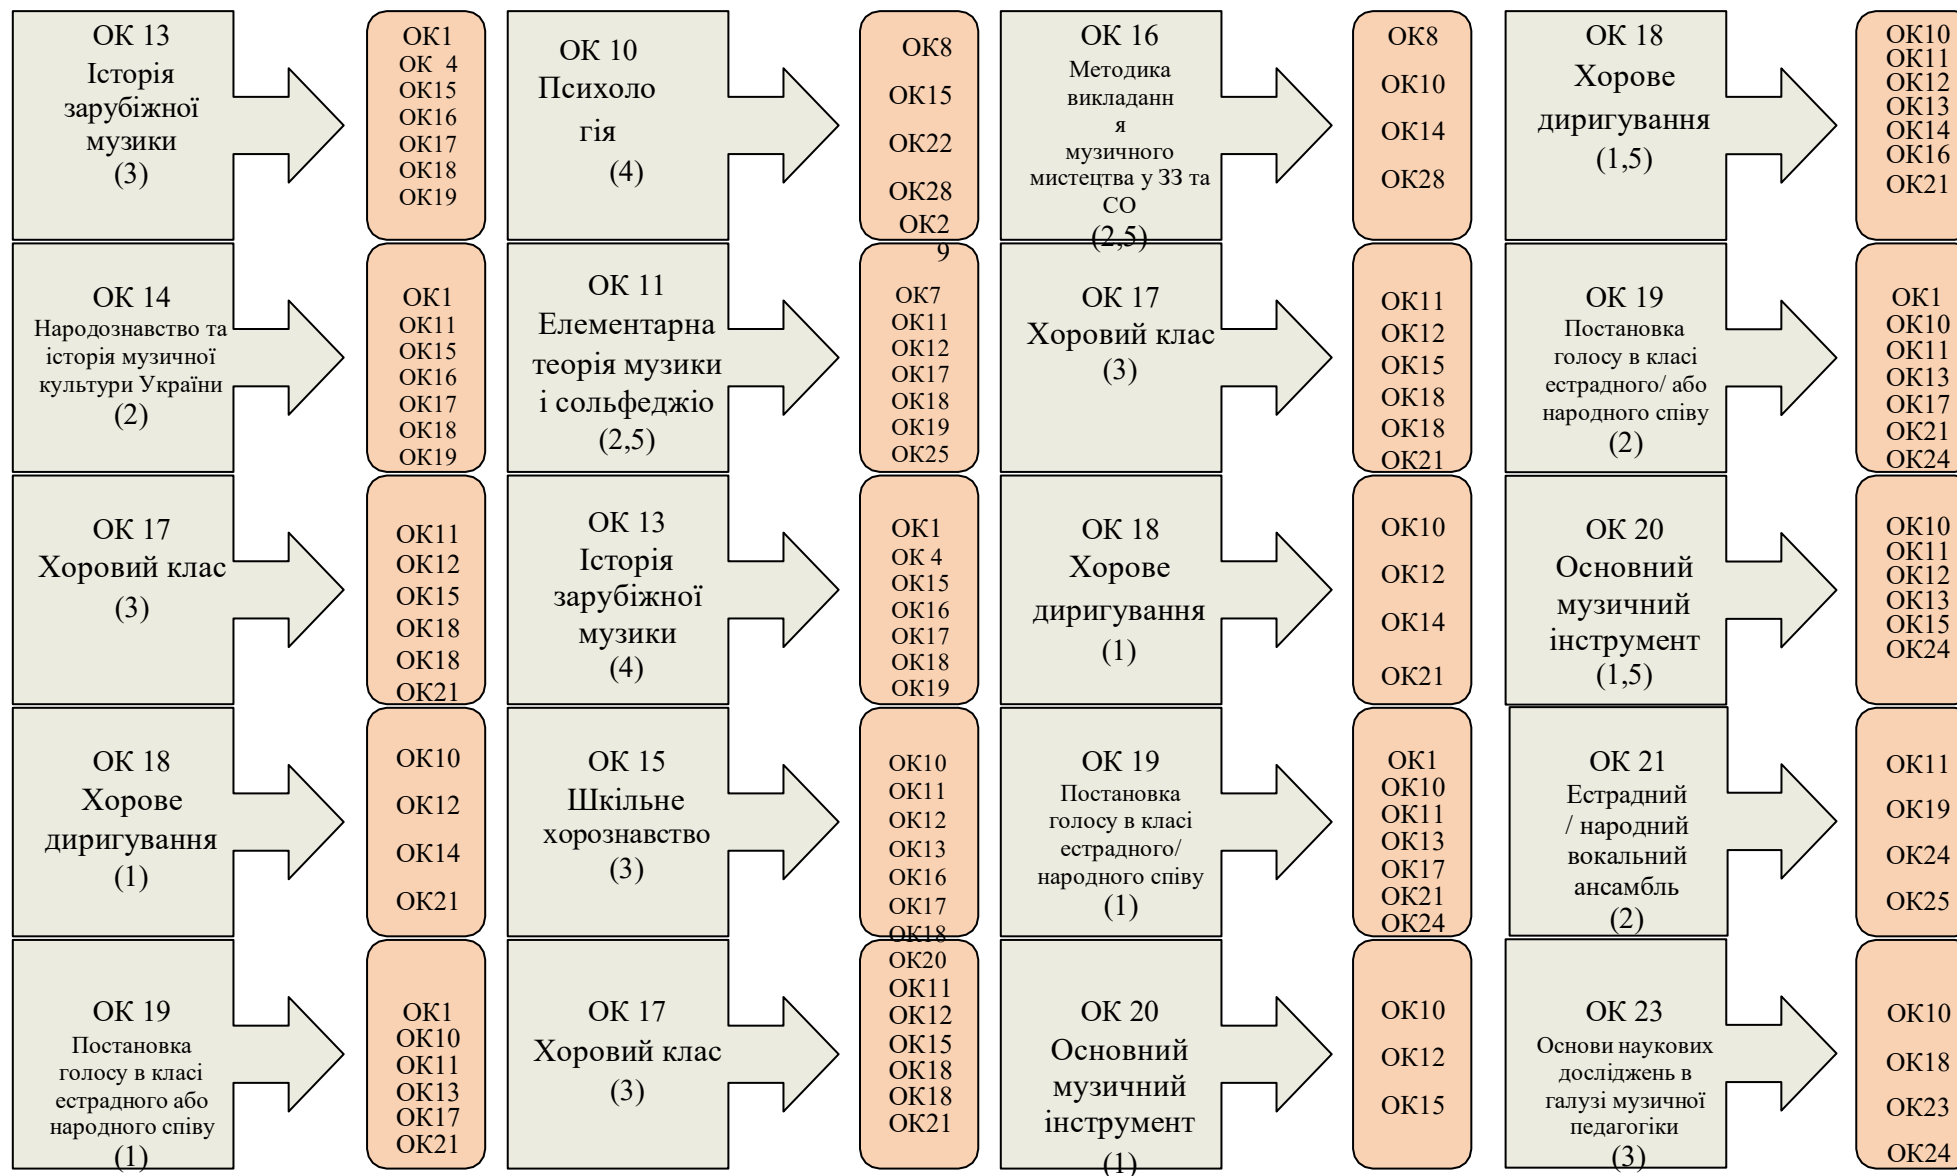 ОК 13
Історія
зарубіжної
музики
(3)
ОК1
ОК 4
ОК15
ОК16
ОК17
ОК18
ОК19
ОК 10
Психоло
гія
(4)
ОК8
ОК15
ОК22
ОК28
ОК2
9
ОК 16
Методика
викладанн
я
музичного
мистецтва у ЗЗ та
СО
(2,5)
ОК8
ОК10
ОК14
ОК28
ОК 18
Хорове
диригування
(1,5)
ОК10
ОК11
ОК12
ОК13
ОК14
ОК16
ОК21
ОК 14
Народознавство та
історія музичної
культури України
(2)
ОК1
ОК11
ОК15
ОК16
ОК17
ОК18
ОК19
ОК 11
Елементарна
теорія музики
і сольфеджіо
(2,5)
ОК7
ОК11
ОК12
ОК17
ОК18
ОК19
ОК25
ОК 17
Хоровий клас
(3)
ОК11
ОК12
ОК15
ОК18
ОК18
ОК21
ОК 19
Постановка
голосу в класі
естрадного/ або
народного співу
(2)
ОК1
ОК10
ОК11
ОК13
ОК17
ОК21
ОК24
ОК 17
Хоровий клас
(3)
ОК11
ОК12
ОК15
ОК18
ОК18
ОК21
ОК 13
Історія
зарубіжної
музики
(4)
ОК1
ОК 4
ОК15
ОК16
ОК17
ОК18
ОК19
ОК 18
Хорове
диригування
(1)
ОК10
ОК12
ОК14
ОК21
ОК 20
Основний
музичний
інструмент
(1,5)
ОК10
ОК11
ОК12
ОК13
ОК15
ОК24
ОК 18
Хорове
диригування
(1)
ОК10
ОК12
ОК14
ОК21
ОК 15
Шкільне
хорознавство
(3)
ОК10
ОК11
ОК12
ОК13
ОК16
ОК17
ОК18
ОК20
ОК 19
Постановка
голосу в класі
естрадного/
народного співу
(1)
ОК1
ОК10
ОК11
ОК13
ОК17
ОК21
ОК24
ОК 21
Естрадний
/ народний
вокальний
ансамбль
(2)
ОК11
ОК19
ОК24
ОК25
ОК 19
Постановка
голосу в класі
естрадного або
народного співу
(1)
ОК1
ОК10
ОК11
ОК13
ОК17
ОК21
ОК 17
Хоровий клас
(3)
ОК11
ОК12
ОК15
ОК18
ОК18
ОК21
ОК 20
Основний
музичний
інструмент
(1)
ОК10
ОК12
ОК15
ОК 23
Основи наукових
досліджень в
галузі музичної
педагогіки
(3)
ОК10
ОК18
ОК23
ОК24